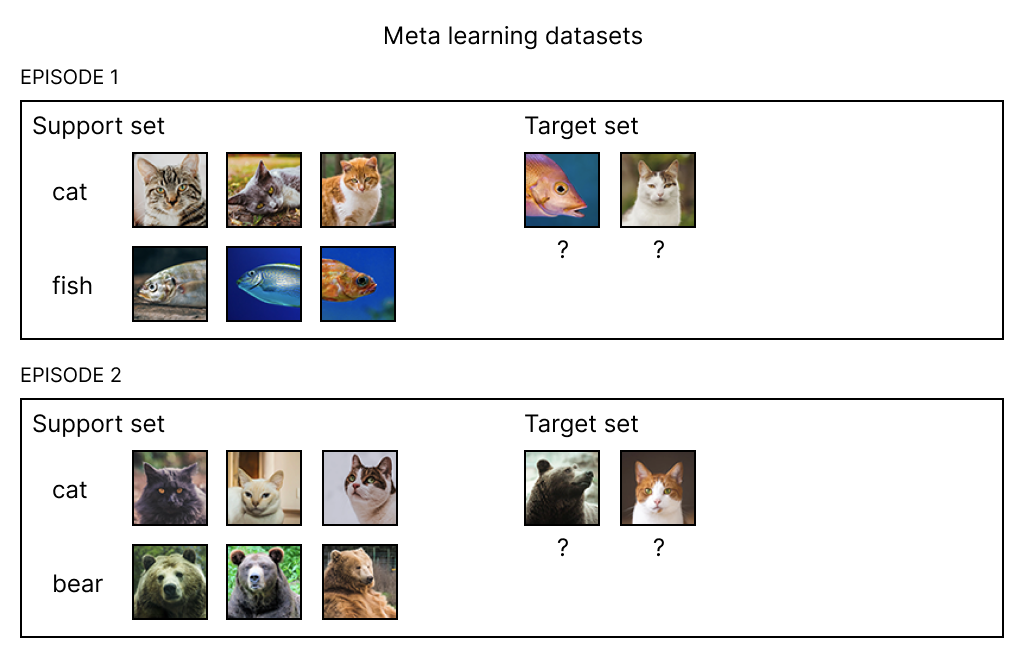 Meta learning datasets
EPISODE 1
Support set
Target set
cat
? ?
fish
EPISODE 2
Support set
Target set
cat
? ?
bear